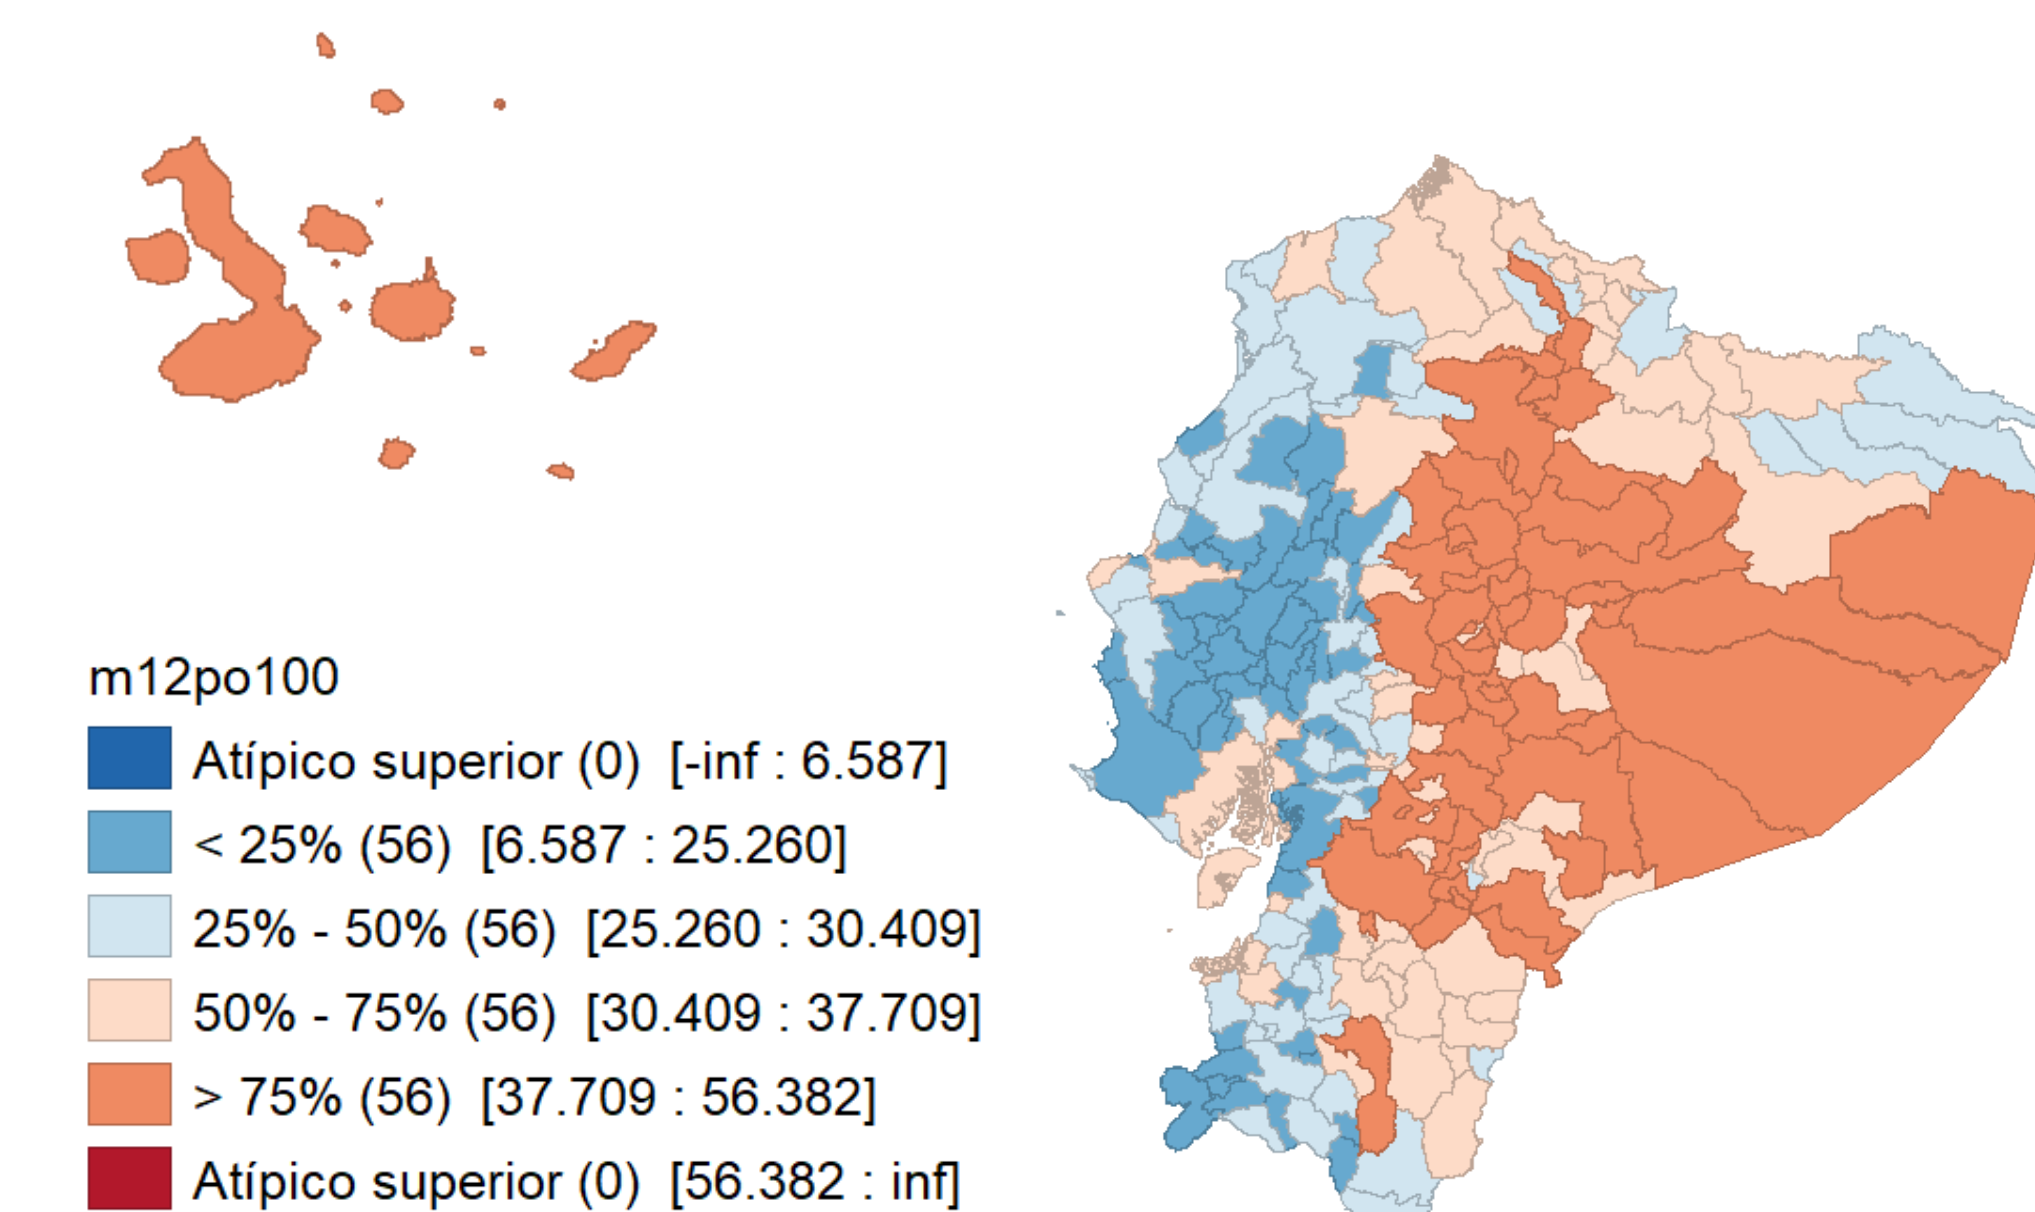 m12po100
Atípico superior (0) [-inf : 6.587]
< 25% (56) [6.587 : 25.260]
25% - 50% (56) [25.260 : 30.409]
50% - 75% (56) [30.409 : 37.709]
> 75% (56) [37.709 : 56.382]
Atípico superior (0) [56.382 : inf]